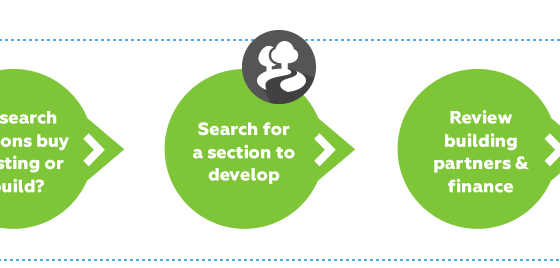 search
ons buy
sting or
uild?
Search for
a section to
develop
Review
building
partners &
finance